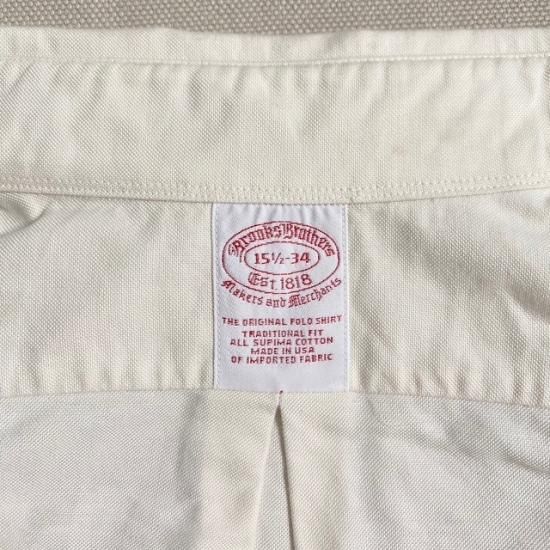 Brooks Brothers
15½-34
Est. 1818
Makers and Merchants
THE ORIGINAL POLO SHIRT
TRADITIONAL FIT
ALL SUPIMA COTTON
MADE IN USA
OF IMPORTED FABRIC